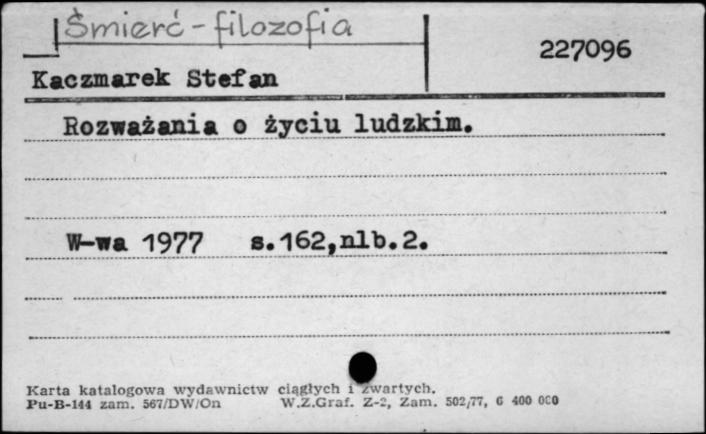 Śmierć - filozofia
227096
Kaczmarek Stefan
Rozważania o życiu ludzkim.
W-wa 1977 s.162,nlb.2.
Karta katalogowa wydawnictw ciągłych i zwartych.
Pu-B-144 zam. 567/DW/On W.Z.Graf. Z-2, Zam. 502/77, G 400 000